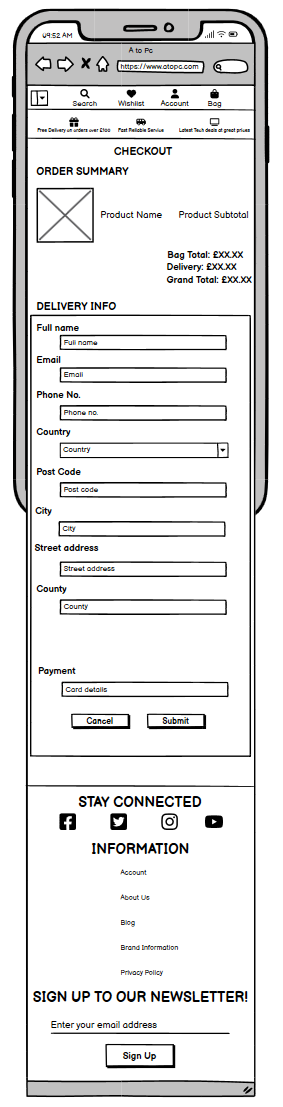 09:52 AM
A to Pc
https://www.atopc.com
Search Wishlist Account Bag
Free Delivery on orders over £100 Fast Reliable Service Latest Tech deals at great prices
CHECKOUT
ORDER SUMMARY
Product Name Product Subtotal
Bag Total: £XX.XX
Delivery: £XX.XX
Grand Total: £XX.XX
DELIVERY INFO
Full name
Full name
Email
Email
Phone No.
Phone no.
Country
Country
Post Code
Post code
City
City
Street address
Street address
County
County
Payment
Card details
Cancel Submit
STAY CONNECTED
INFORMATION
Account
About Us
Blog
Brand Information
Privacy Policy
SIGN UP TO OUR NEWSLETTER!
Enter your email address
Sign Up